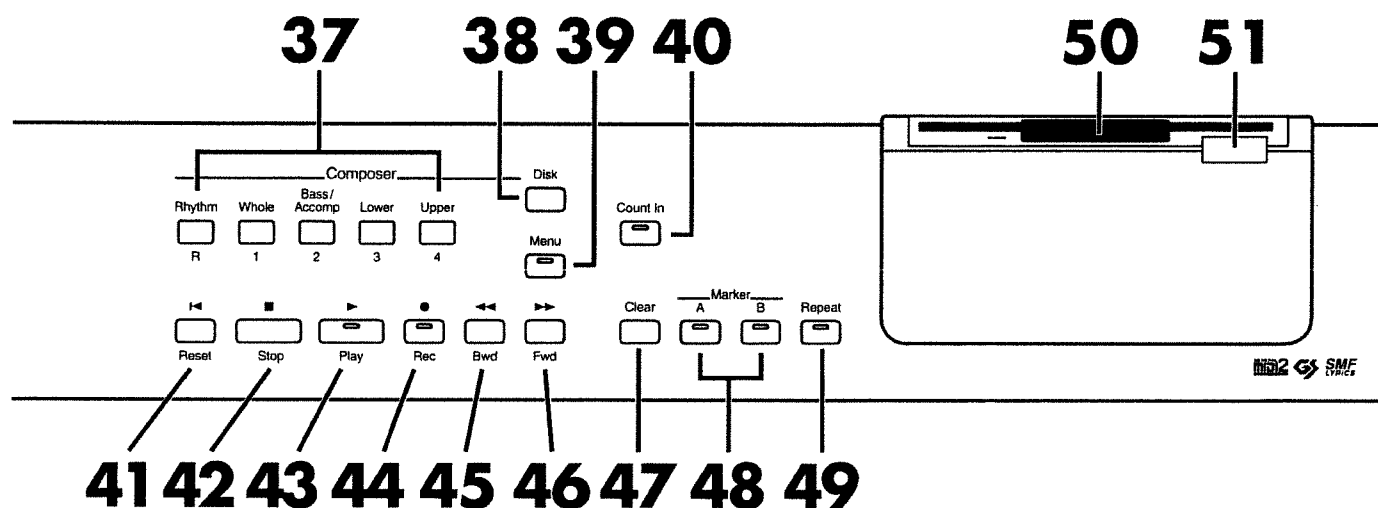 37 38 39 40 50 51
Composer
Disk
Rhythm Whole Bass/ Accomp Lower Upper
Count In
R 1 2 3 4
Menu
Marker
Clear A B Repeat
Reset Stop Play Rec Bwd Fwd
MIDI2 GS SMF LYRICS
41 42 43 44 45 46 47 48 49